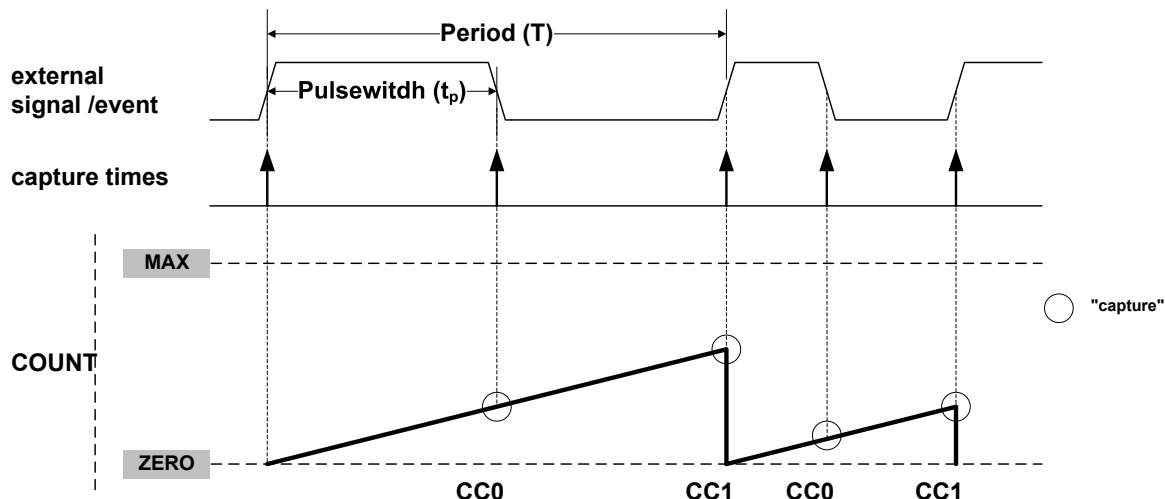 Period (T)
external
signal /event
Pulsewitdh (tp)
capture times
MAX
"capture"
COUNT
ZERO
CC0 CC1 CC0 CC1